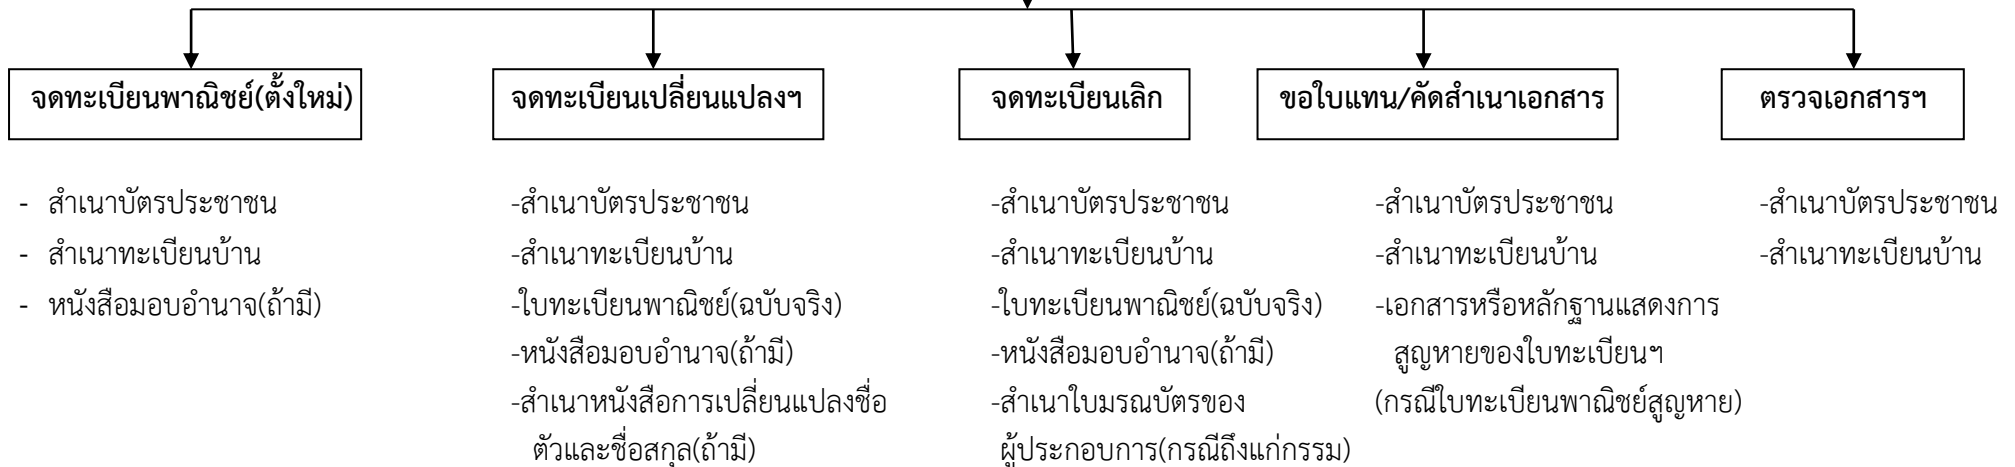 จดทะเบียนพาณิชย์(ตั้งใหม่)
จดทะเบียนเปลี่ยนแปลงฯ
จดทะเบียนเลิก
ขอใบแทน/คัดสำเนาเอกสาร
ตรวจเอกสารฯ
- สำเนาบัตรประชาชน
- สำเนาทะเบียนบ้าน
- หนังสือมอบอำนาจ(ถ้ามี)
-สำเนาบัตรประชาชน
-สำเนาทะเบียนบ้าน
-ใบทะเบียนพาณิชย์(ฉบับจริง)
-หนังสือมอบอำนาจ(ถ้ามี)
-สำเนาหนังสือการเปลี่ยนแปลงชื่อ
ตัวและชื่อสกุล(ถ้ามี)
-สำเนาบัตรประชาชน
-สำเนาทะเบียนบ้าน
-ใบทะเบียนพาณิชย์(ฉบับจริง)
-หนังสือมอบอำนาจ(ถ้ามี)
-สำเนาใบมรณบัตรของ
ผู้ประกอบการ(กรณีถึงแก่กรรม)
-สำเนาบัตรประชาชน
-สำเนาทะเบียนบ้าน
-เอกสารหรือหลักฐานแสดงการ
สูญหายของใบทะเบียนฯ
(กรณีใบทะเบียนพาณิชย์สูญหาย)
-สำเนาบัตรประชาชน
-สำเนาทะเบียนบ้าน